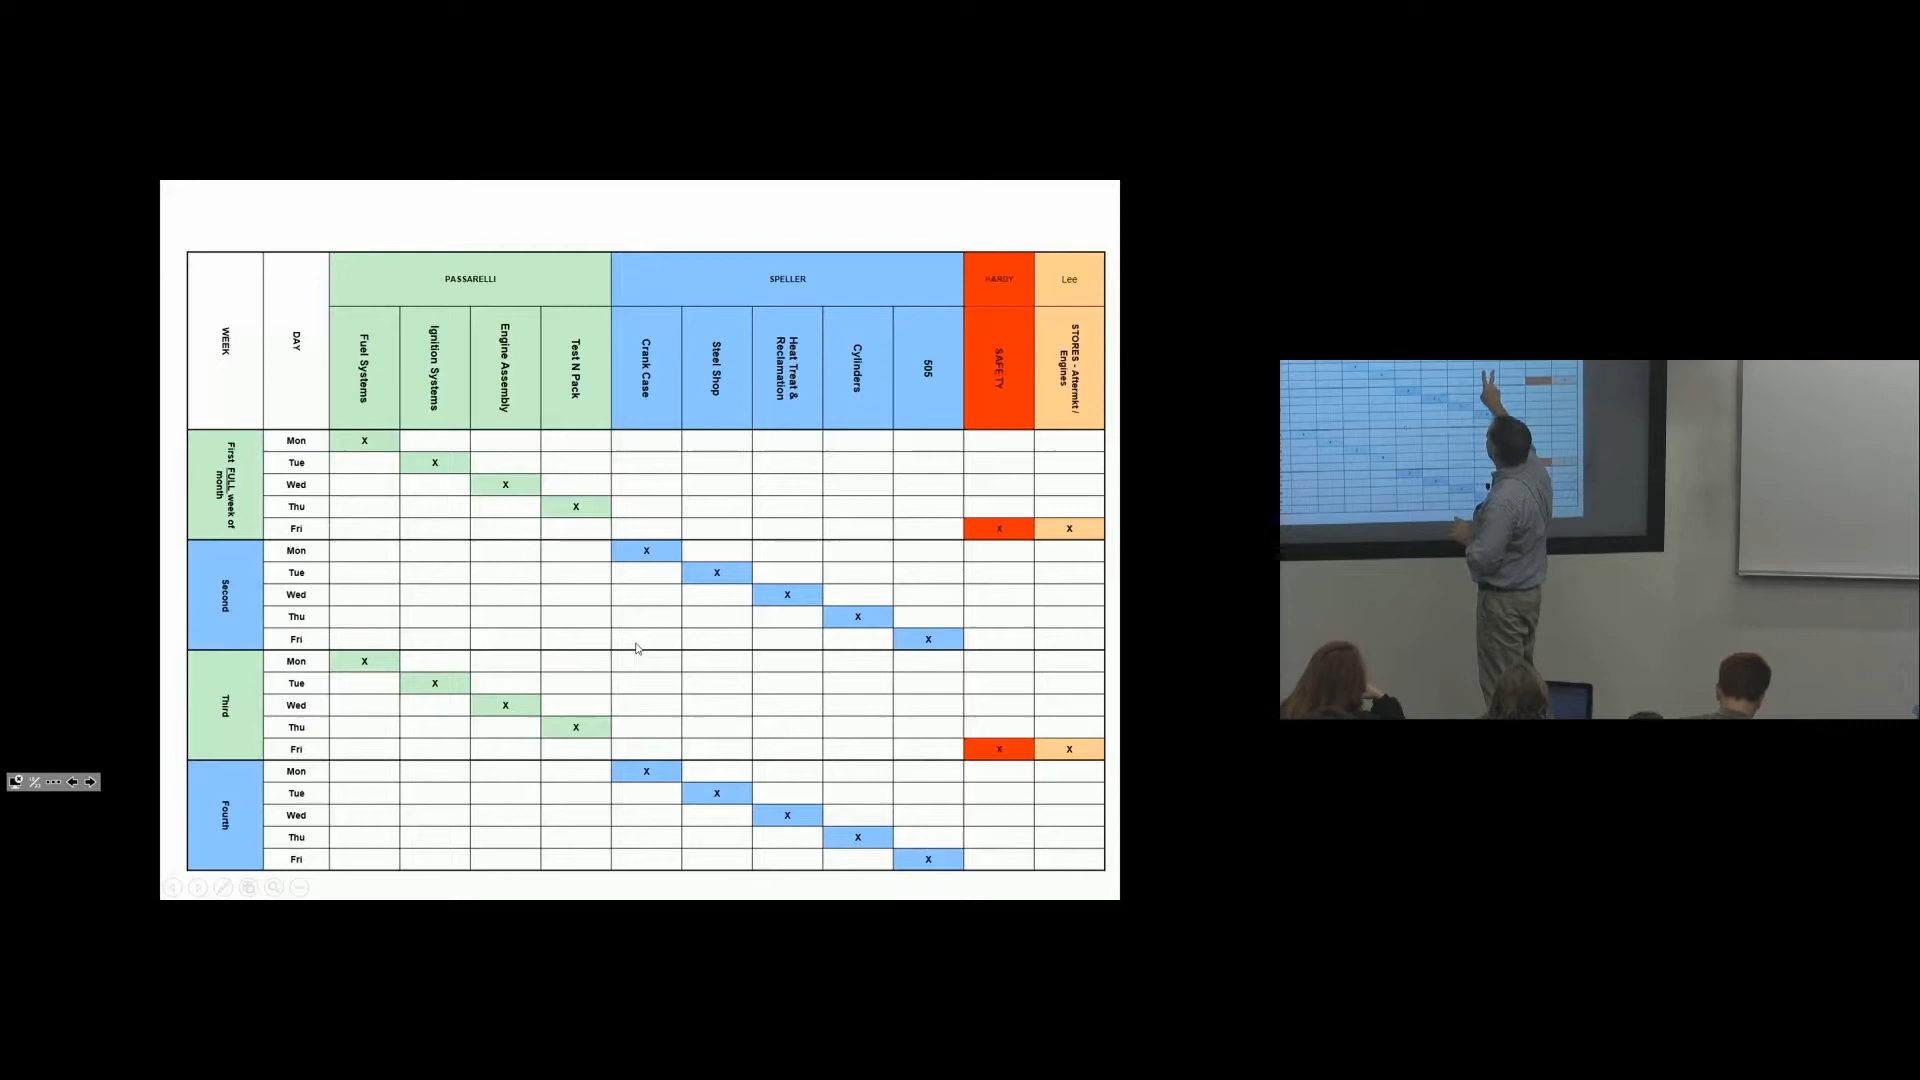 WEEK DAY PASSARELLI SPELLER HARDY Lee
Fuel Systems
Ignition Systems
Engine Assembly
Test N Pack
Crank Case
Steel Shop
Heat Treat &
Reclamation
Cylinders
505
SAFETY
STORES - Aftermkt /
Engines
First FULL week of
month
Mon X
Tue X
Wed X
Thu X
Fri X X
Second
Mon X
Tue X
Wed X
Thu X
Fri X
Third
Mon X
Tue X
Wed X
Thu X
Fri X X
Fourth
Mon X
Tue X
Wed X
Thu X
Fri X